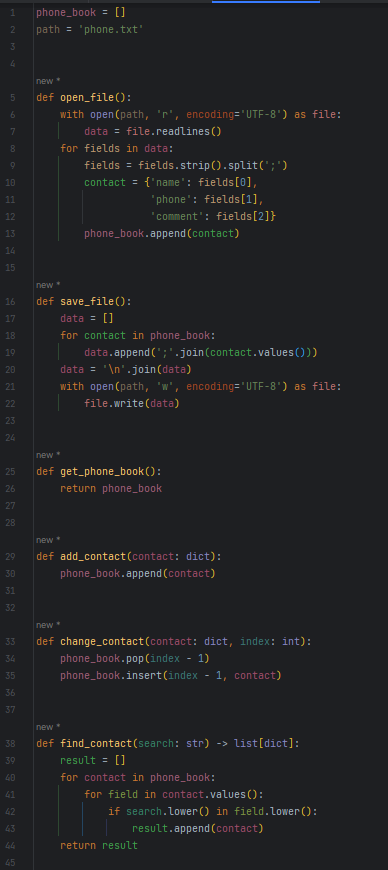 1 phone_book = []
2 path = 'phone.txt'
3
4
new *
5 def open_file():
6 with open(path, 'r', encoding='UTF-8') as file:
7 data = file.readlines()
8 for fields in data:
9 fields = fields.strip().split(';')
10 contact = {'name': fields[0],
11 'phone': fields[1],
12 'comment': fields[2]}
13 phone_book.append(contact)
14
15
new *
16 def save_file():
17 data = []
18 for contact in phone_book:
19 data.append(';'.join(contact.values()))
20 data = '\n'.join(data)
21 with open(path, 'w', encoding='UTF-8') as file:
22 file.write(data)
23
24
new *
25 def get_phone_book():
26 return phone_book
27
28
new *
29 def add_contact(contact: dict):
30 phone_book.append(contact)
31
32
new *
33 def change_contact(contact: dict, index: int):
34 phone_book.pop(index - 1)
35 phone_book.insert(index - 1, contact)
36
37
new *
38 def find_contact(search: str) -> list[dict]:
39 result = []
40 for contact in phone_book:
41 for field in contact.values():
42 if search.lower() in field.lower():
43 result.append(contact)
44 return result
45